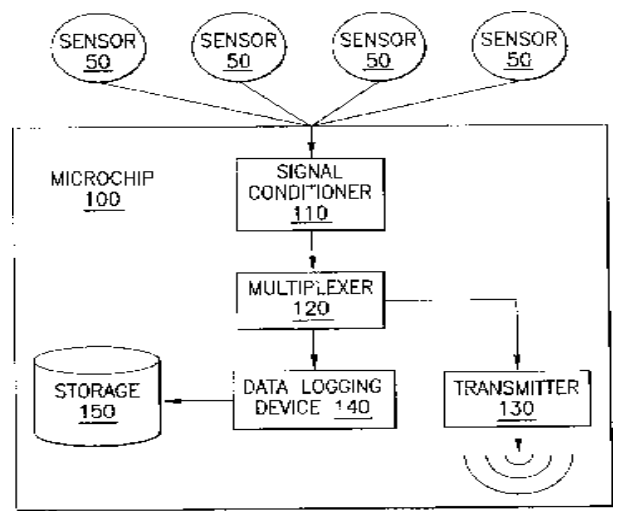 SENSOR SENSOR SENSOR SENSOR
50 50 50 50
MICROCHIP
100
SIGNAL
CONDITIONER
110
MULTIPLEXER
120
STORAGE
150
DATA LOGGING
DEVICE 140
TRANSMITTER
130